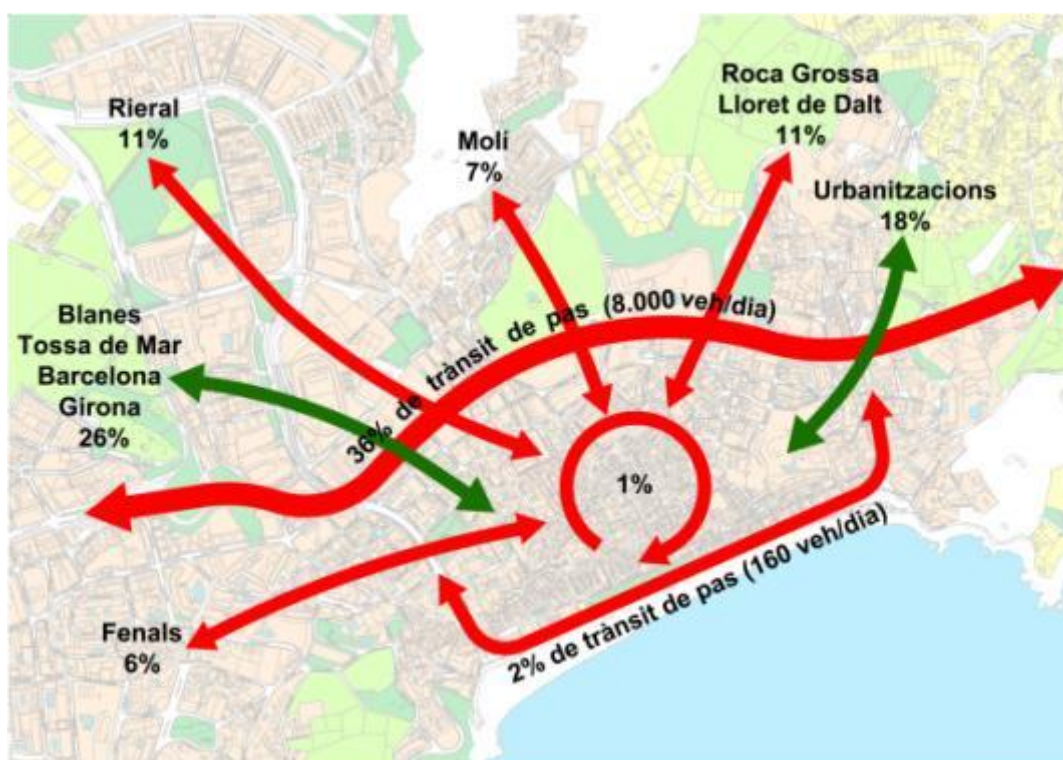 Rieral
11%
Molí
7%
Roca Grossa
Lloret de Dalt
11%
Urbanitzacions
18%
Blanes
Tossa de Mar
Barcelona
Girona
26%
36% de trànsit de pas (8.000 veh/dia)
1%
2% de trànsit de pas (160 veh/dia)
Fenals
6%